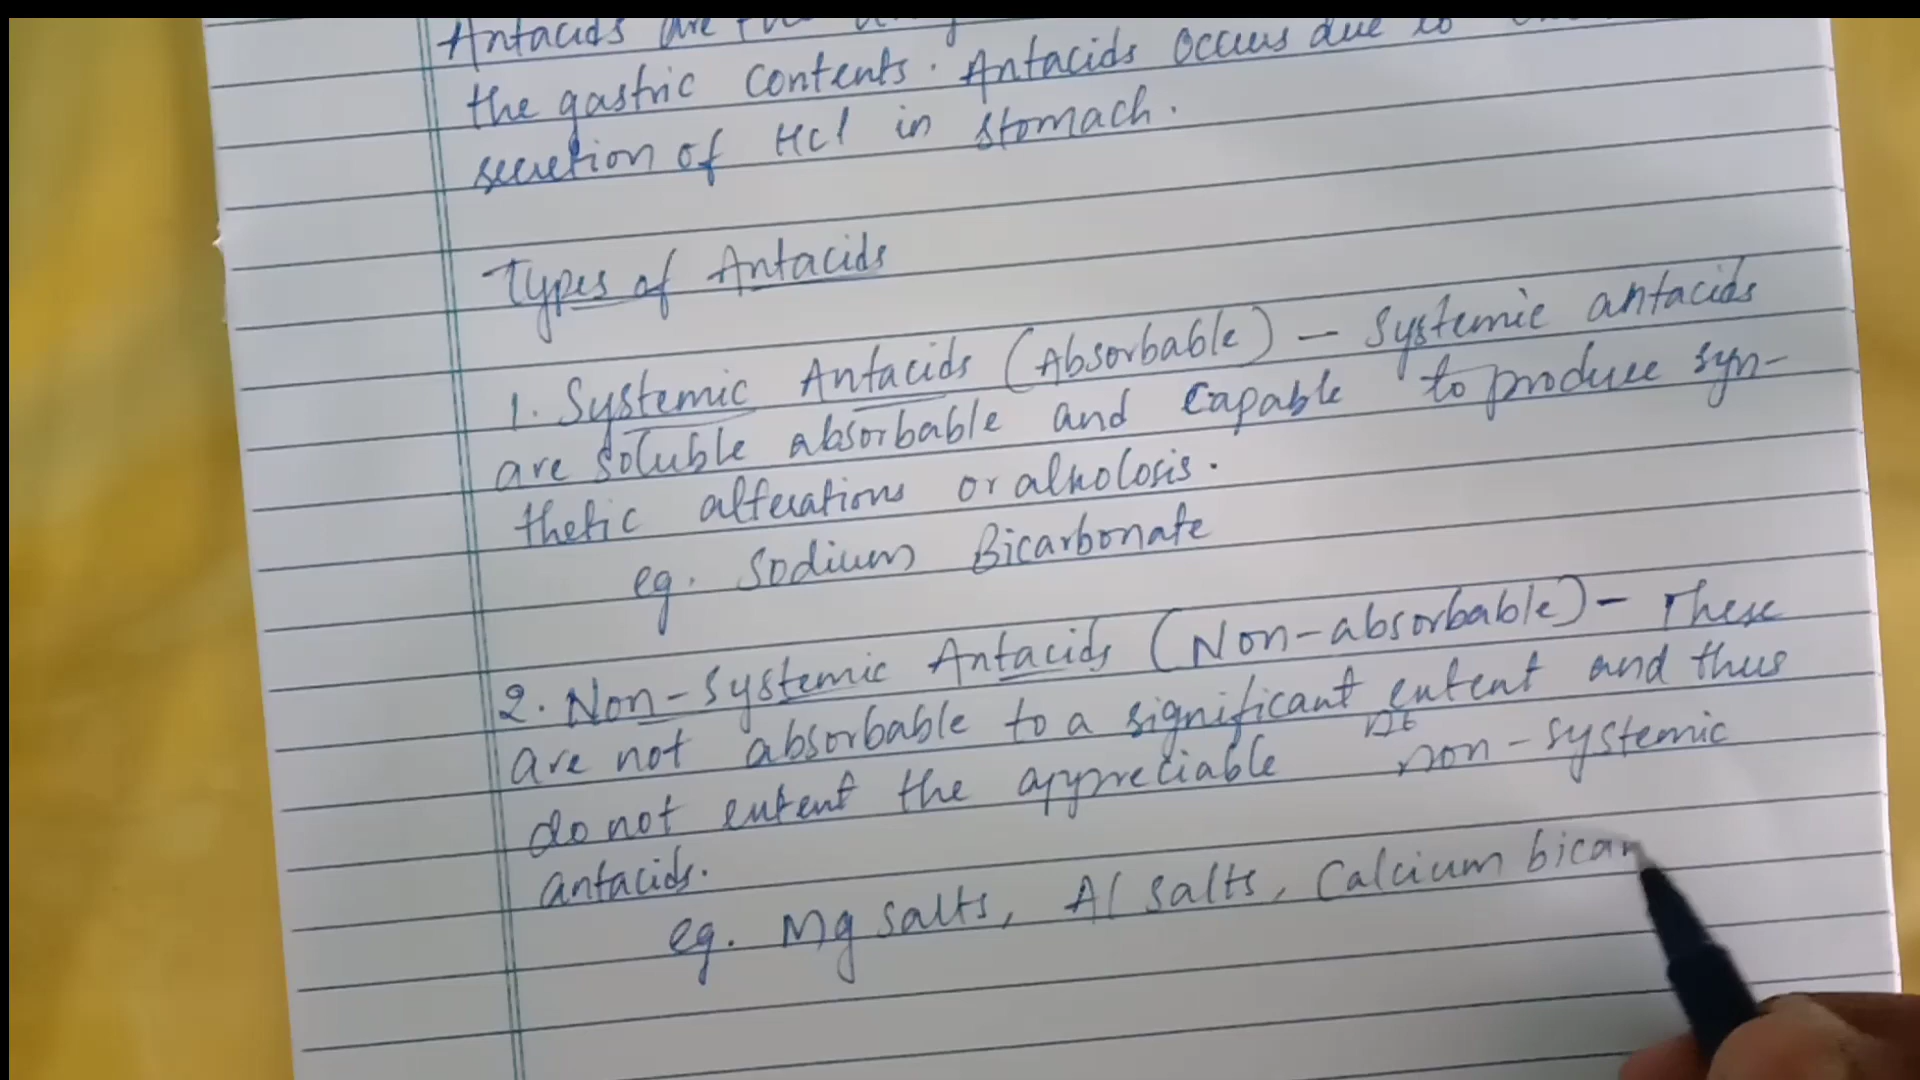 Antacids are the
the gastric contents. Antacids occurs due to
secretion of HCl in stomach.
Types of Antacids
1. Systemic Antacids (Absorbable) - Systemic antacids
are soluble absorbable and capable to produce syn-
thetic alterations or alkolosis.
eg. Sodium Bicarbonate
2. Non-Systemic Antacids (Non-absorbable) - These
are not absorbable to a significant extent and thus
do not extent the appreciable non-systemic
antacids.
eg. Mg salts, Al salts, Calcium bicar